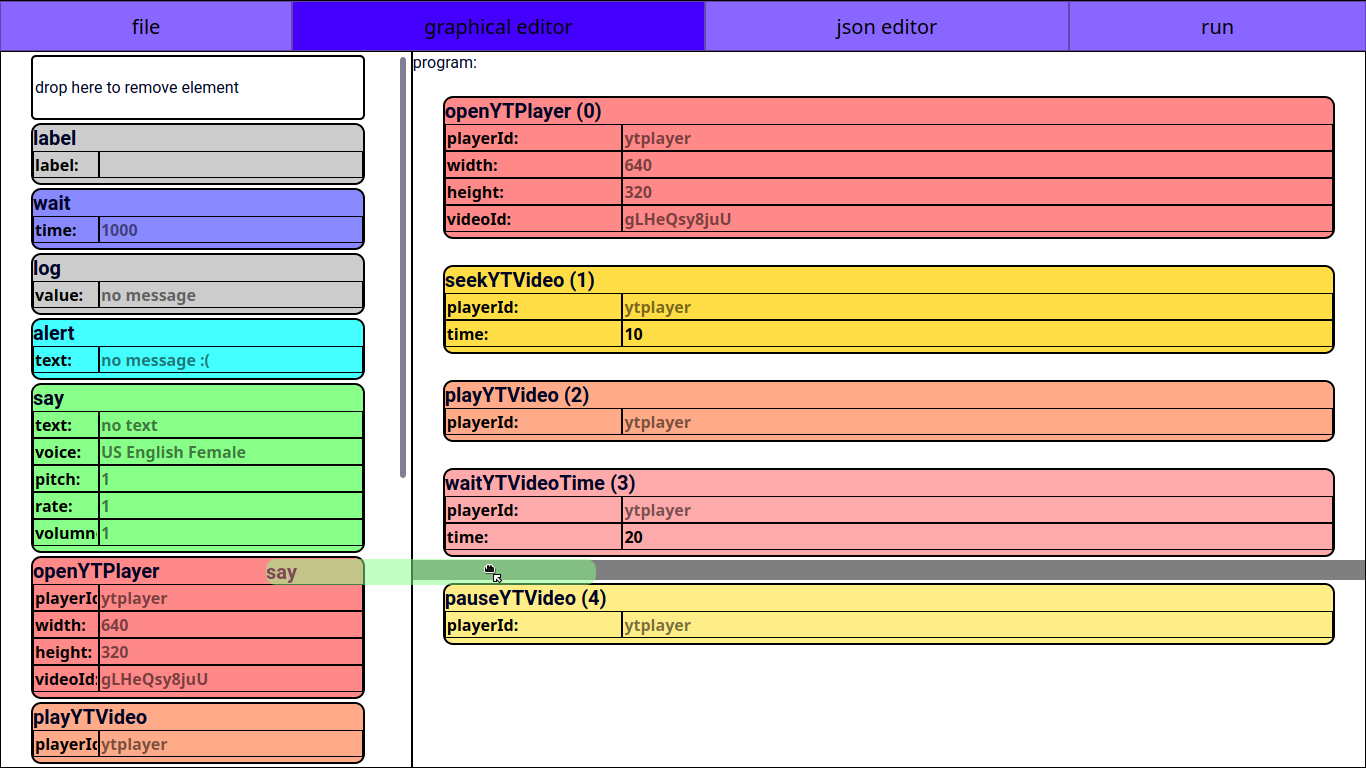 file graphical editor json editor run
drop here to remove element
label
label:
wait
time: 1000
log
value: no message
alert
text: no message :(
say
text: no text
voice: US English Female
pitch: 1
rate: 1
volumn 1
openYTPlayer
say
playerId ytplayer
width: 640
height: 320
videoId: gLHeQsy8juU
playYTVideo
playerId ytplayer
program:
openYTPlayer (0)
playerId: ytplayer
width: 640
height: 320
videoId: gLHeQsy8juU
seekYTVideo (1)
playerId: ytplayer
time: 10
playYTVideo (2)
playerId: ytplayer
waitYTVideoTime (3)
playerId: ytplayer
time: 20
pauseYTVideo (4)
playerId: ytplayer